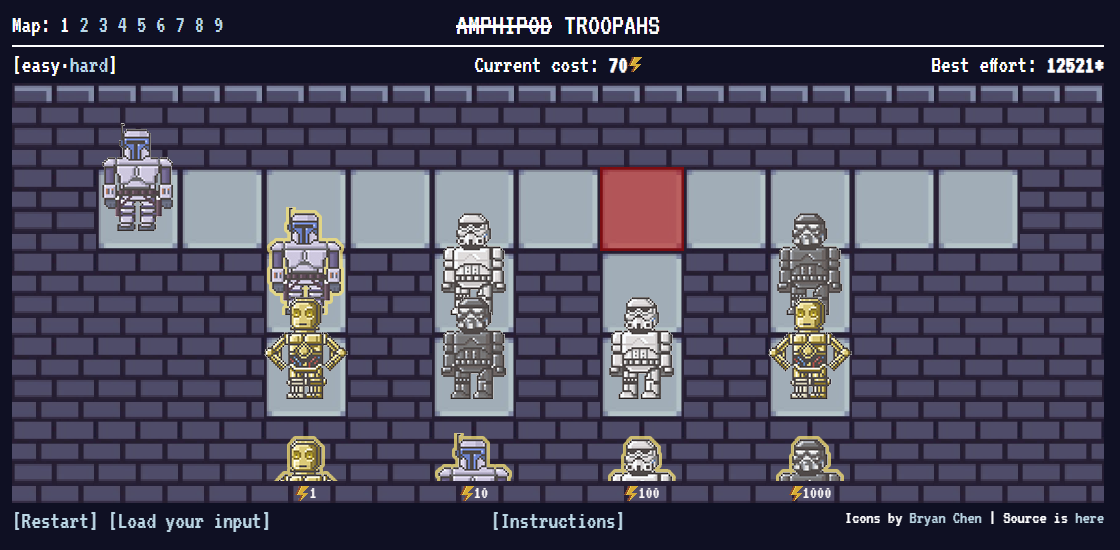 Map: 1 2 3 4 5 6 7 8 9
AMPHIPOD TROOPAHS
[easy·hard]
Current cost: 70⚡
Best effort: 12521*
⚡1
⚡10
⚡100
⚡1000
[Restart] [Load your input]
[Instructions]
Icons by Bryan Chen | Source is here